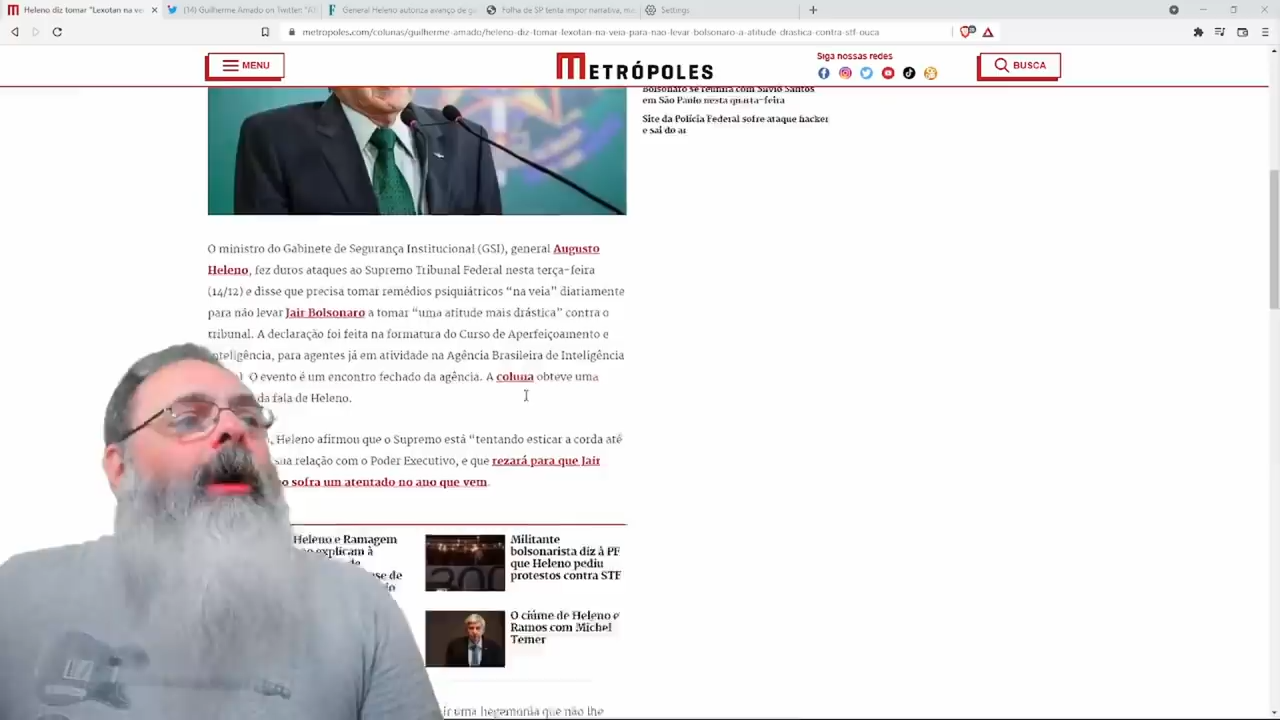 Heleno diz tomar "Lexotan na ve
(14) Guilherme Amado on Twitter: "A
General Heleno autoriza avanço de g
Folha de SP tenta impor narrativa, ma
Settings
metropoles.com/colunas/guilherme-amado/heleno-diz-tomar-lexotan-na-veia-para-nao-levar-bolsonaro-a-atitude-drastica-contra-stf-ouca
MENU
METRÓPOLES
Siga nossas redes
BUSCA
Bolsonaro se reunirá com Silvio Santos
em São Paulo nesta quarta-feira
Site da Polícia Federal sofre ataque hacker
e sai do ar
O ministro do Gabinete de Segurança Institucional (GSI), general Augusto
Heleno, fez duros ataques ao Supremo Tribunal Federal nesta terça-feira
(14/12) e disse que precisa tomar remédios psiquiátricos “na veia” diariamente
para não levar Jair Bolsonaro a tomar “uma atitude mais drástica” contra o
tribunal. A declaração foi feita na formatura do Curso de Aperfeiçoamento e
nteligência, para agentes já em atividade na Agência Brasileira de Inteligência
O evento é um encontro fechado da agência. A coluna obteve uma
da fala de Heleno.
Heleno afirmou que o Supremo está “tentando esticar a corda até
sua relação com o Poder Executivo, e que rezará para que Jair
o sofra um atentado no ano que vem.
Heleno e Ramagem
explicam à
de
se de
Militante
bolsonarista diz à PF
que Heleno pediu
protestos contra STF
O ciúme de Heleno e
Ramos com Michel
Temer
ir uma hegemonia que não lhe